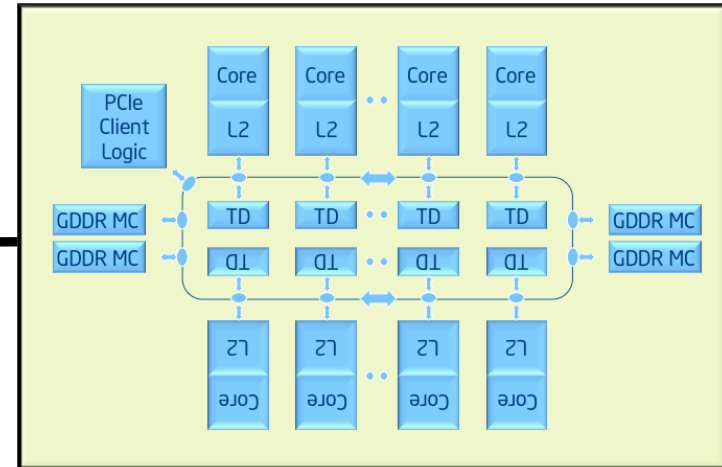 Core Core Core Core
PCIe
Client
Logic
L2 L2 L2 L2
GDDR MC TD TD TD TD GDDR MC
GDDR MC TD TD TD TD GDDR MC
L2 L2 L2 L2
Core Core Core Core